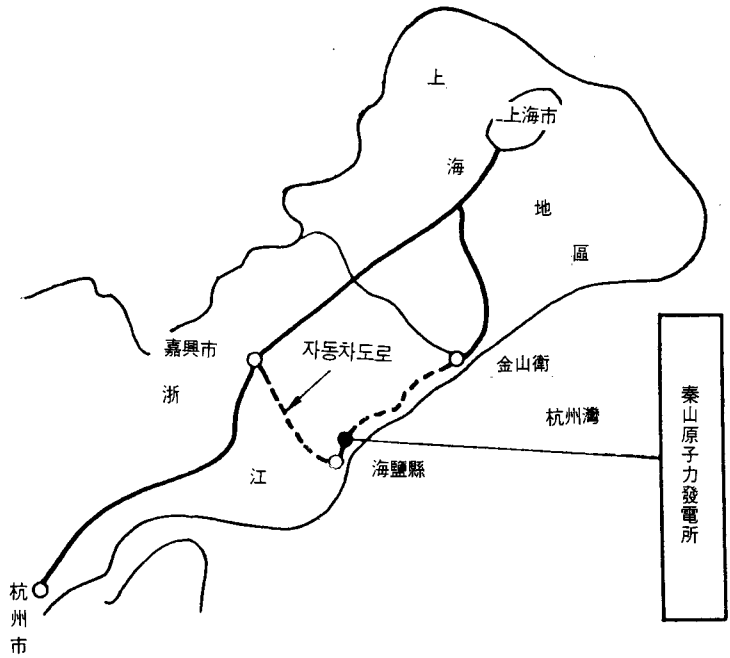 上
海
地
區
上海市
嘉興市
자동차도로
金山衛
浙
江
杭州灣
海鹽縣
秦山原子力發電所
杭州市